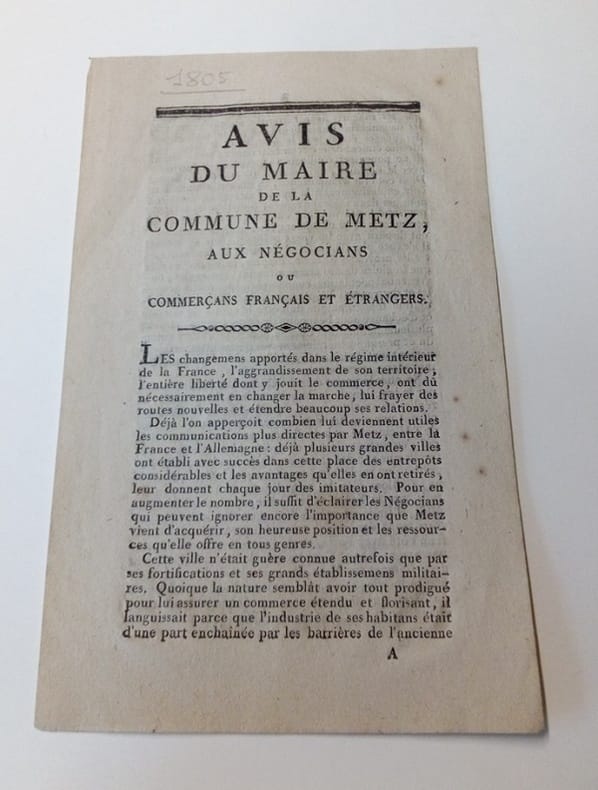 1805
AVIS
DU MAIRE
DE LA
COMMUNE DE METZ,
AUX NÉGOCIANS
OU
COMMERÇANS FRANÇAIS ET ÉTRANGERS.
LES changemens apportés dans le régime intérieur
de la France, l'aggrandissement de son territoire,
l'entière liberté dont y jouit le commerce, ont dû
nécessairement en changer la marche, lui frayer des
routes nouvelles et étendre beaucoup ses relations.
Déjà l'on apperçoit combien lui deviennent utiles
les communications plus directes par Metz, entre la
France et l'Allemagne : déjà plusieurs grandes villes
ont établi avec succès dans cette place des entrepôts
considérables et les avantages qu'elles en ont retirés,
leur donnent chaque jour des imitateurs. Pour en
augmenter le nombre, il suffit d'éclairer les Négocians
qui peuvent ignorer encore l'importance que Metz
vient d'acquérir, son heureuse position et les ressour-
ces qu'elle offre en tous genres.
Cette ville n'était guère connue autrefois que par
ses fortifications et ses grands établissemens militai-
res. Quoique la nature semblât avoir tout prodigué
pour lui assurer un commerce étendu et florisant, il
languissait parce que l'industrie de ses habitans était
d'une part enchainée par les barrières de l'ancienne
A